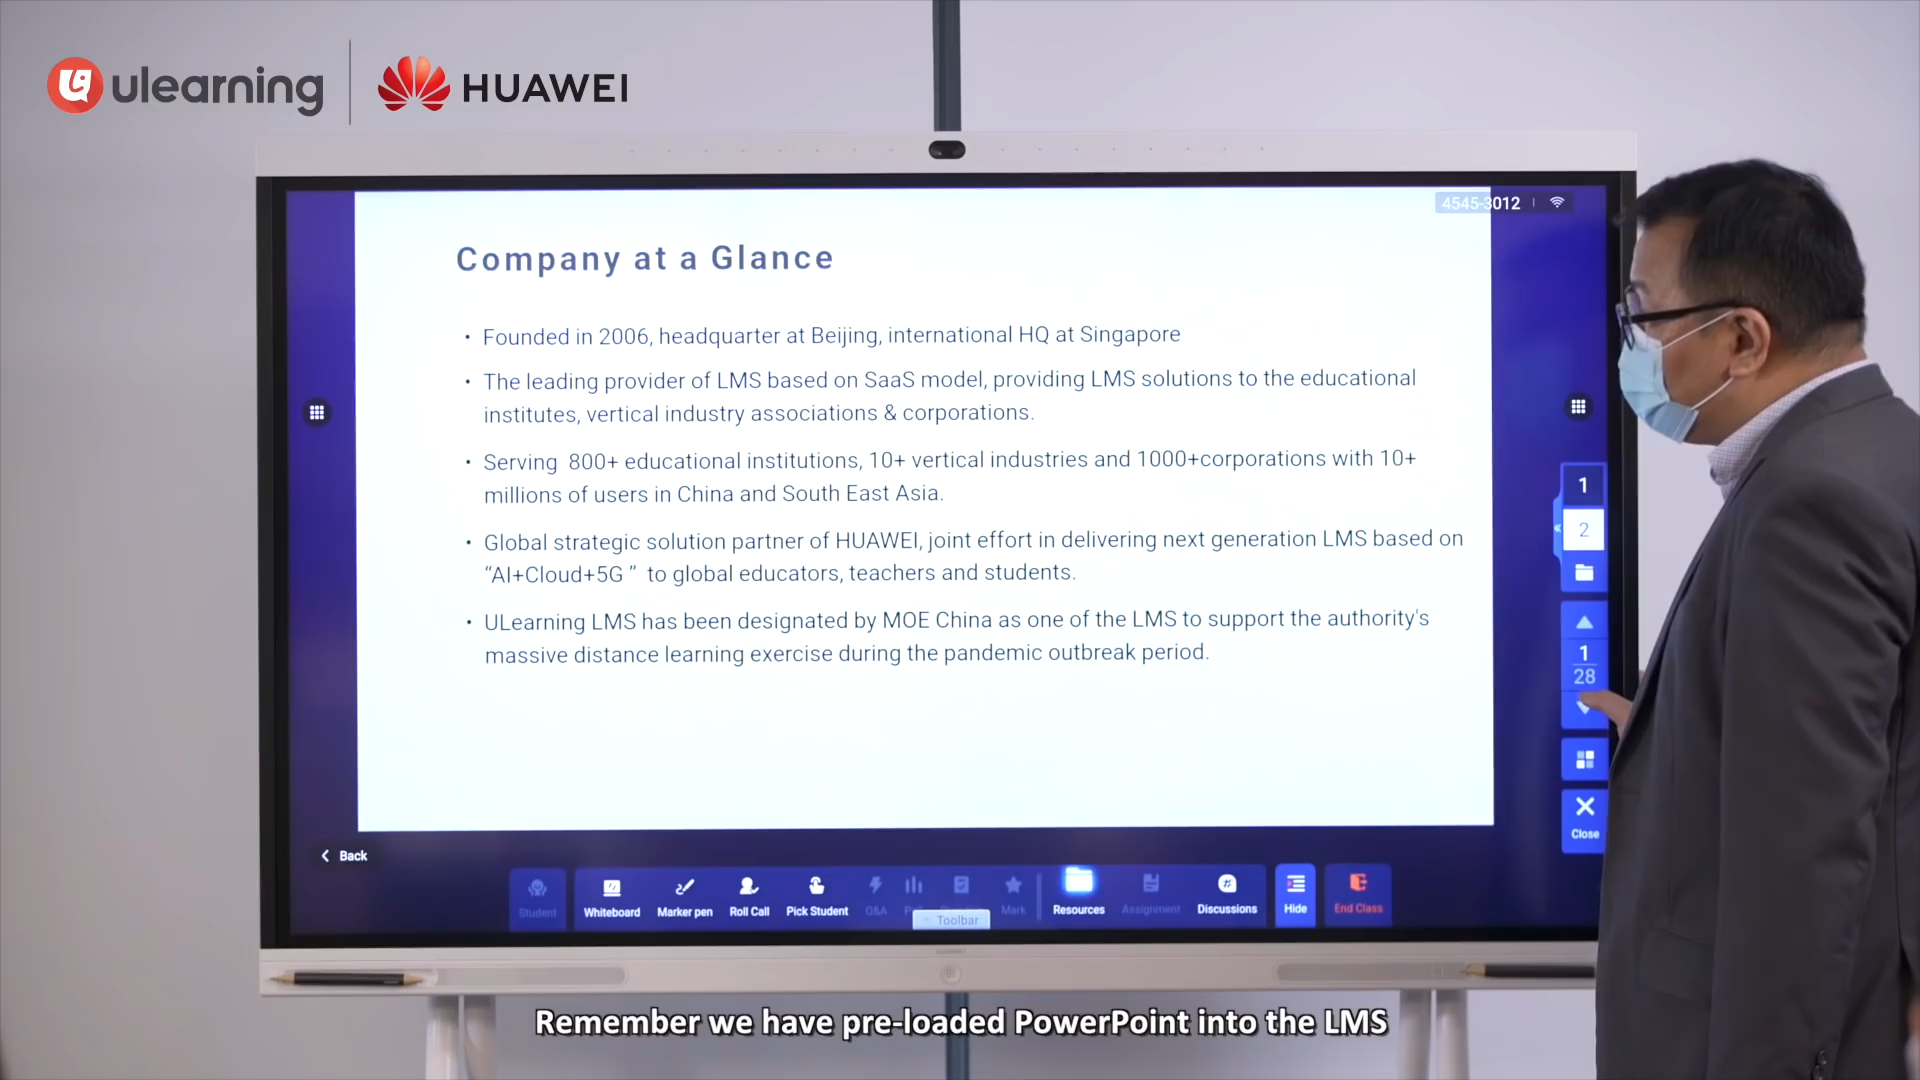 ulearning
HUAWEI
4545-3012
Company at a Glance
• Founded in 2006, headquarter at Beijing, international HQ at Singapore
• The leading provider of LMS based on SaaS model, providing LMS solutions to the educational
institutes, vertical industry associations & corporations.
• Serving 800+ educational institutions, 10+ vertical industries and 1000+corporations with 10+
millions of users in China and South East Asia.
• Global strategic solution partner of HUAWEI, joint effort in delivering next generation LMS based on
“AI+Cloud+5G ” to global educators, teachers and students.
• ULearning LMS has been designated by MOE China as one of the LMS to support the authority's
massive distance learning exercise during the pandemic outbreak period.
1
2
1
28
Close
Back
Student Whiteboard Marker pen Roll Call Pick Student Q&A Mark Resources Assignment Discussions Hide End Class
Toolbar
Remember we have pre-loaded PowerPoint into the LMS